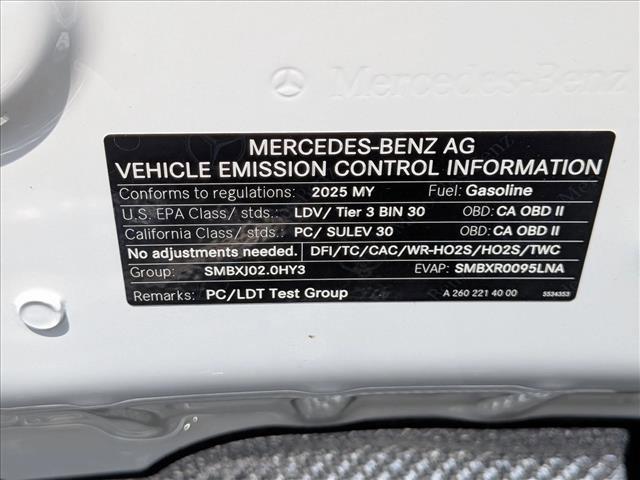 Mercedes-Benz
MERCEDES-BENZ AG
VEHICLE EMISSION CONTROL INFORMATION
Conforms to regulations: 2025 MY Fuel: Gasoline
U.S. EPA Class/ stds.: LDV/ Tier 3 BIN 30 OBD: CA OBD II
California Class/ stds.: PC/ SULEV 30 OBD: CA OBD II
No adjustments needed. DFI/TC/CAC/WR-HO2S/HO2S/TWC
Group: SMBXJ02.0HY3 EVAP: SMBXR0095LNA
Remarks: PC/LDT Test Group A 260 221 40 00 5534353